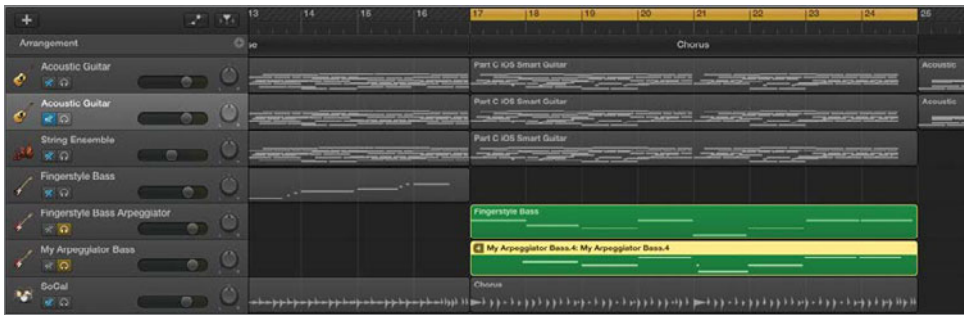 13 14 15 16 17 18 19 20 21 22 23 24 25
Arrangement
Chorus
Acoustic Guitar
Part C iOS Smart Guitar
Acoustic
Acoustic Guitar
Part C iOS Smart Guitar
Acoustic
String Ensemble
Part C iOS Smart Guitar
Fingerstyle Bass
Fingerstyle Bass Arpeggiator
Fingerstyle Bass
My Arpeggiator Bass
4 My Arpeggiator Bass.4: My Arpeggiator Bass.4
SoCal
Chorus